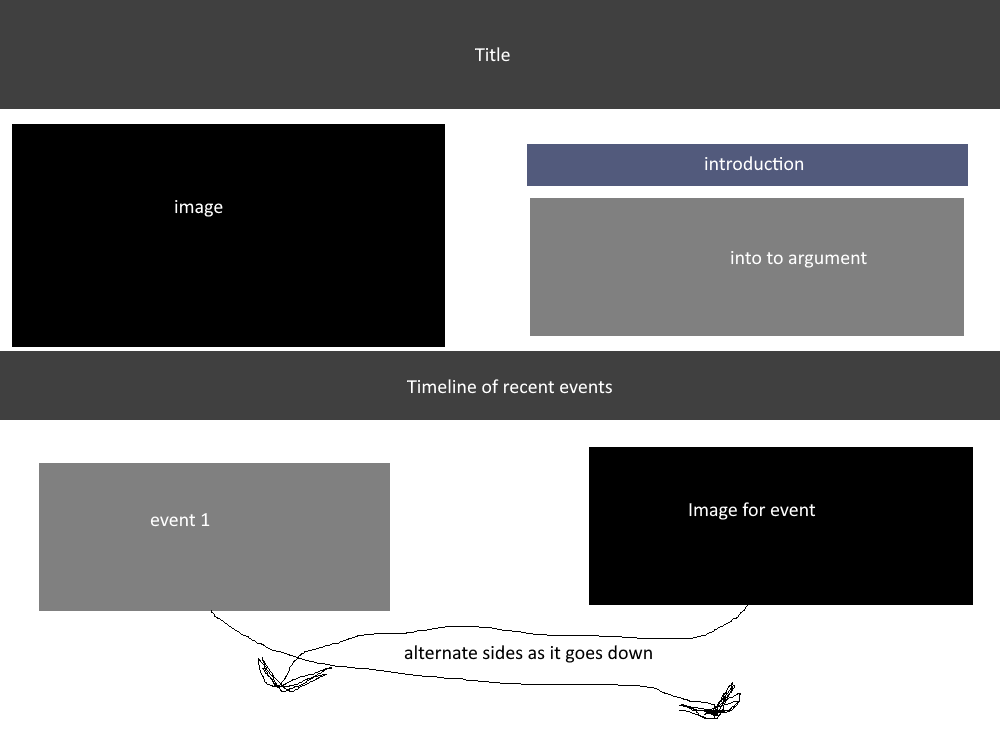 Title
image
introduction
into to argument
Timeline of recent events
event 1
Image for event
alternate sides as it goes down